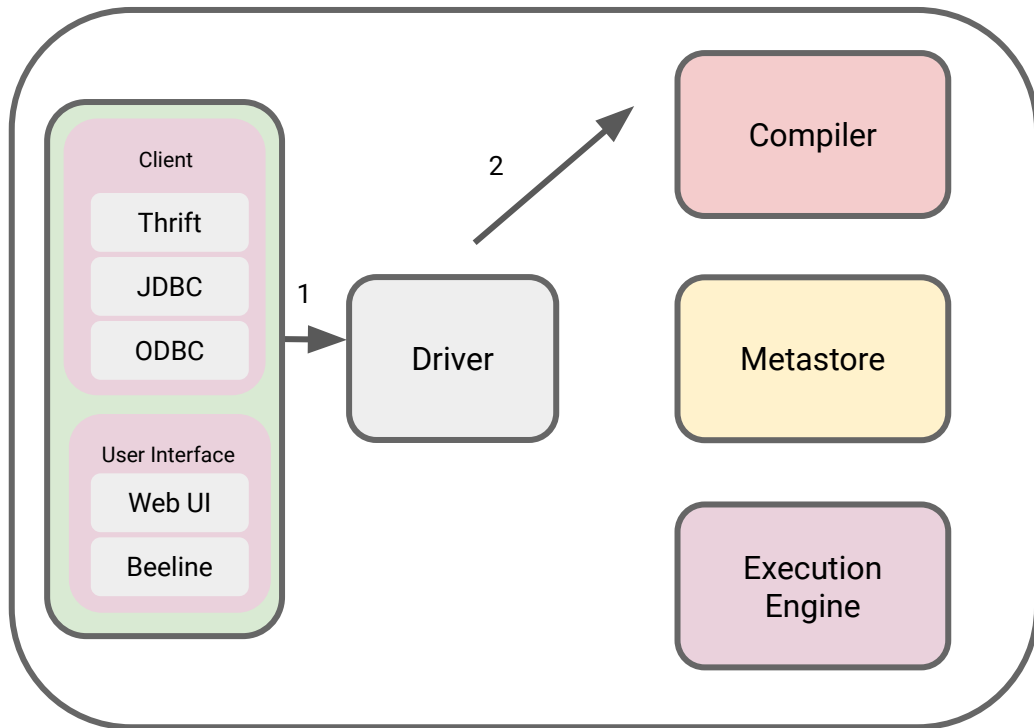 Client
Thrift
JDBC
ODBC
User Interface
Web UI
Beeline
1
Driver
2
Compiler
Metastore
Execution
Engine